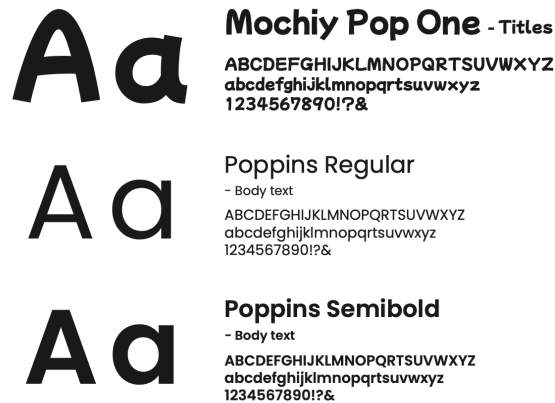 Aa
Mochiy Pop One - Titles
ABCDEFGHIJKLMNOPQRTSUVWXYZ
abcdefghiJklmnopqrtsuvwxyz
1234567890!?&
Aa
Poppins Regular
- Body text
ABCDEFGHIJKLMNOPQRTSUVWXYZ
abcdefghijklmnopqrtsuvwxyz
1234567890!?&
Aa
Poppins Semibold
- Body text
ABCDEFGHIJKLMNOPQRTSUVWXYZ
abcdefghijklmnopqrtsuvwxyz
1234567890!?&